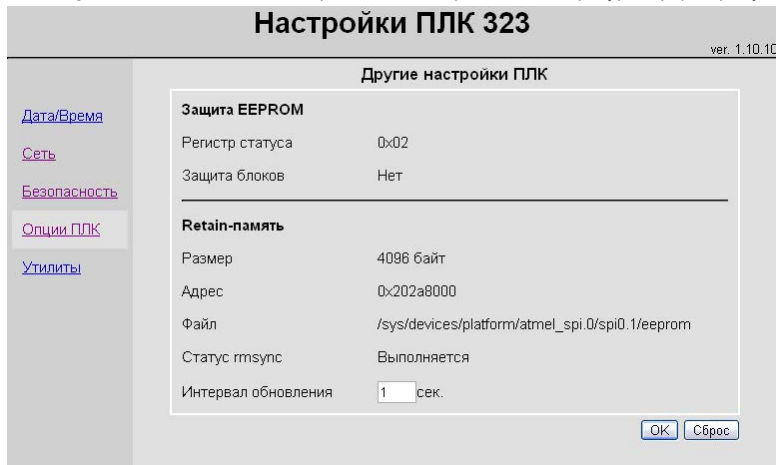 Настройки ПЛК 323
ver. 1.10.10
Другие настройки ПЛК
Дата/Время
Сеть
Безопасность
Опции ПЛК
Утилиты
Защита EEPROM
Регистр статуса 0x02
Защита блоков Нет
Retain-память
Размер 4096 байт
Адрес 0x202a8000
Файл /sys/devices/platform/atmel_spi.0/spi0.1/eeprom
Статус rmsync Выполняется
Интервал обновления 1 сек.
OK Сброс